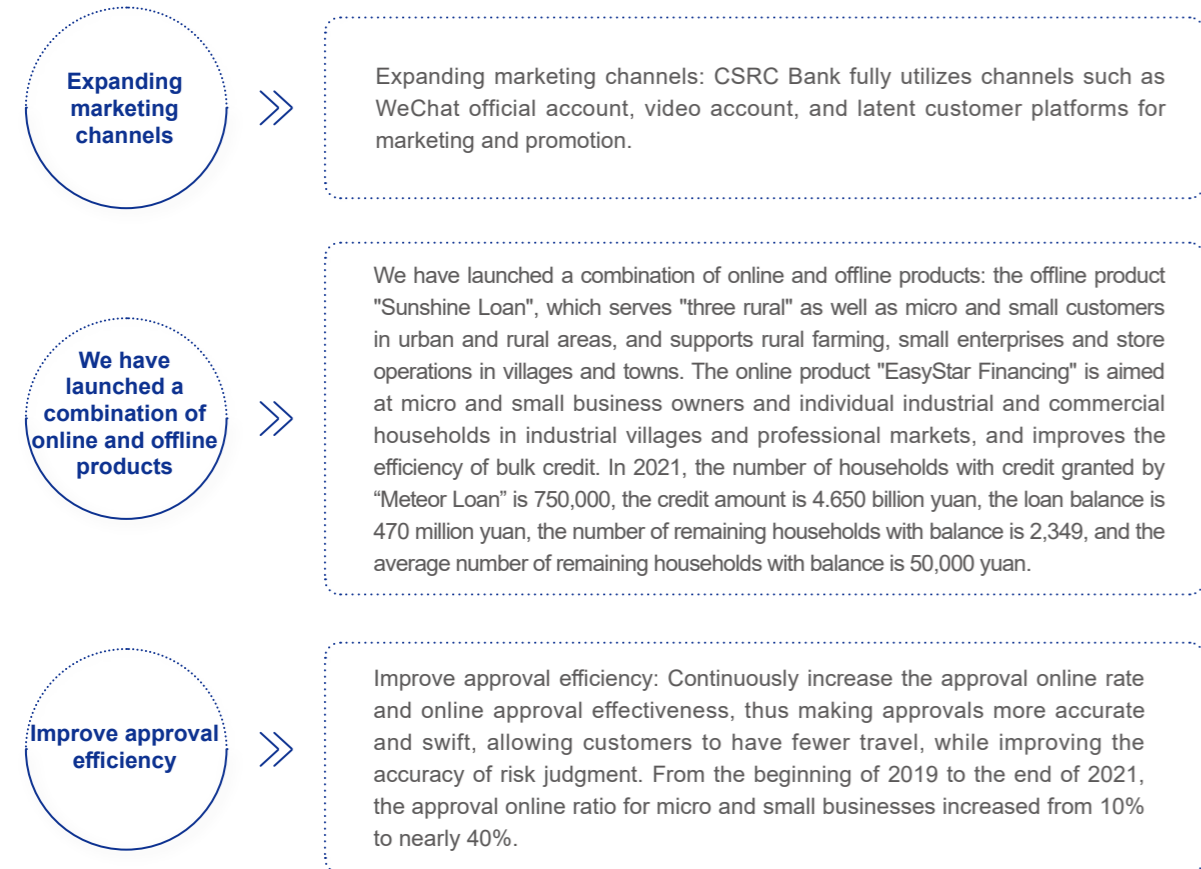 Expanding
marketing
channels
Expanding marketing channels: CSRC Bank fully utilizes channels such as
WeChat official account, video account, and latent customer platforms for
marketing and promotion.
We have
launched a
combination of
online and offline
products
We have launched a combination of online and offline products: the offline product
"Sunshine Loan", which serves "three rural" as well as micro and small customers
in urban and rural areas, and supports rural farming, small enterprises and store
operations in villages and towns. The online product "EasyStar Financing" is aimed
at micro and small business owners and individual industrial and commercial
households in industrial villages and professional markets, and improves the
efficiency of bulk credit. In 2021, the number of households with credit granted by
“Meteor Loan” is 750,000, the credit amount is 4.650 billion yuan, the loan balance is
470 million yuan, the number of remaining households with balance is 2,349, and the
average number of remaining households with balance is 50,000 yuan.
Improve approval
efficiency
Improve approval efficiency: Continuously increase the approval online rate
and online approval effectiveness, thus making approvals more accurate
and swift, allowing customers to have fewer travel, while improving the
accuracy of risk judgment. From the beginning of 2019 to the end of 2021,
the approval online ratio for micro and small businesses increased from 10%
to nearly 40%.